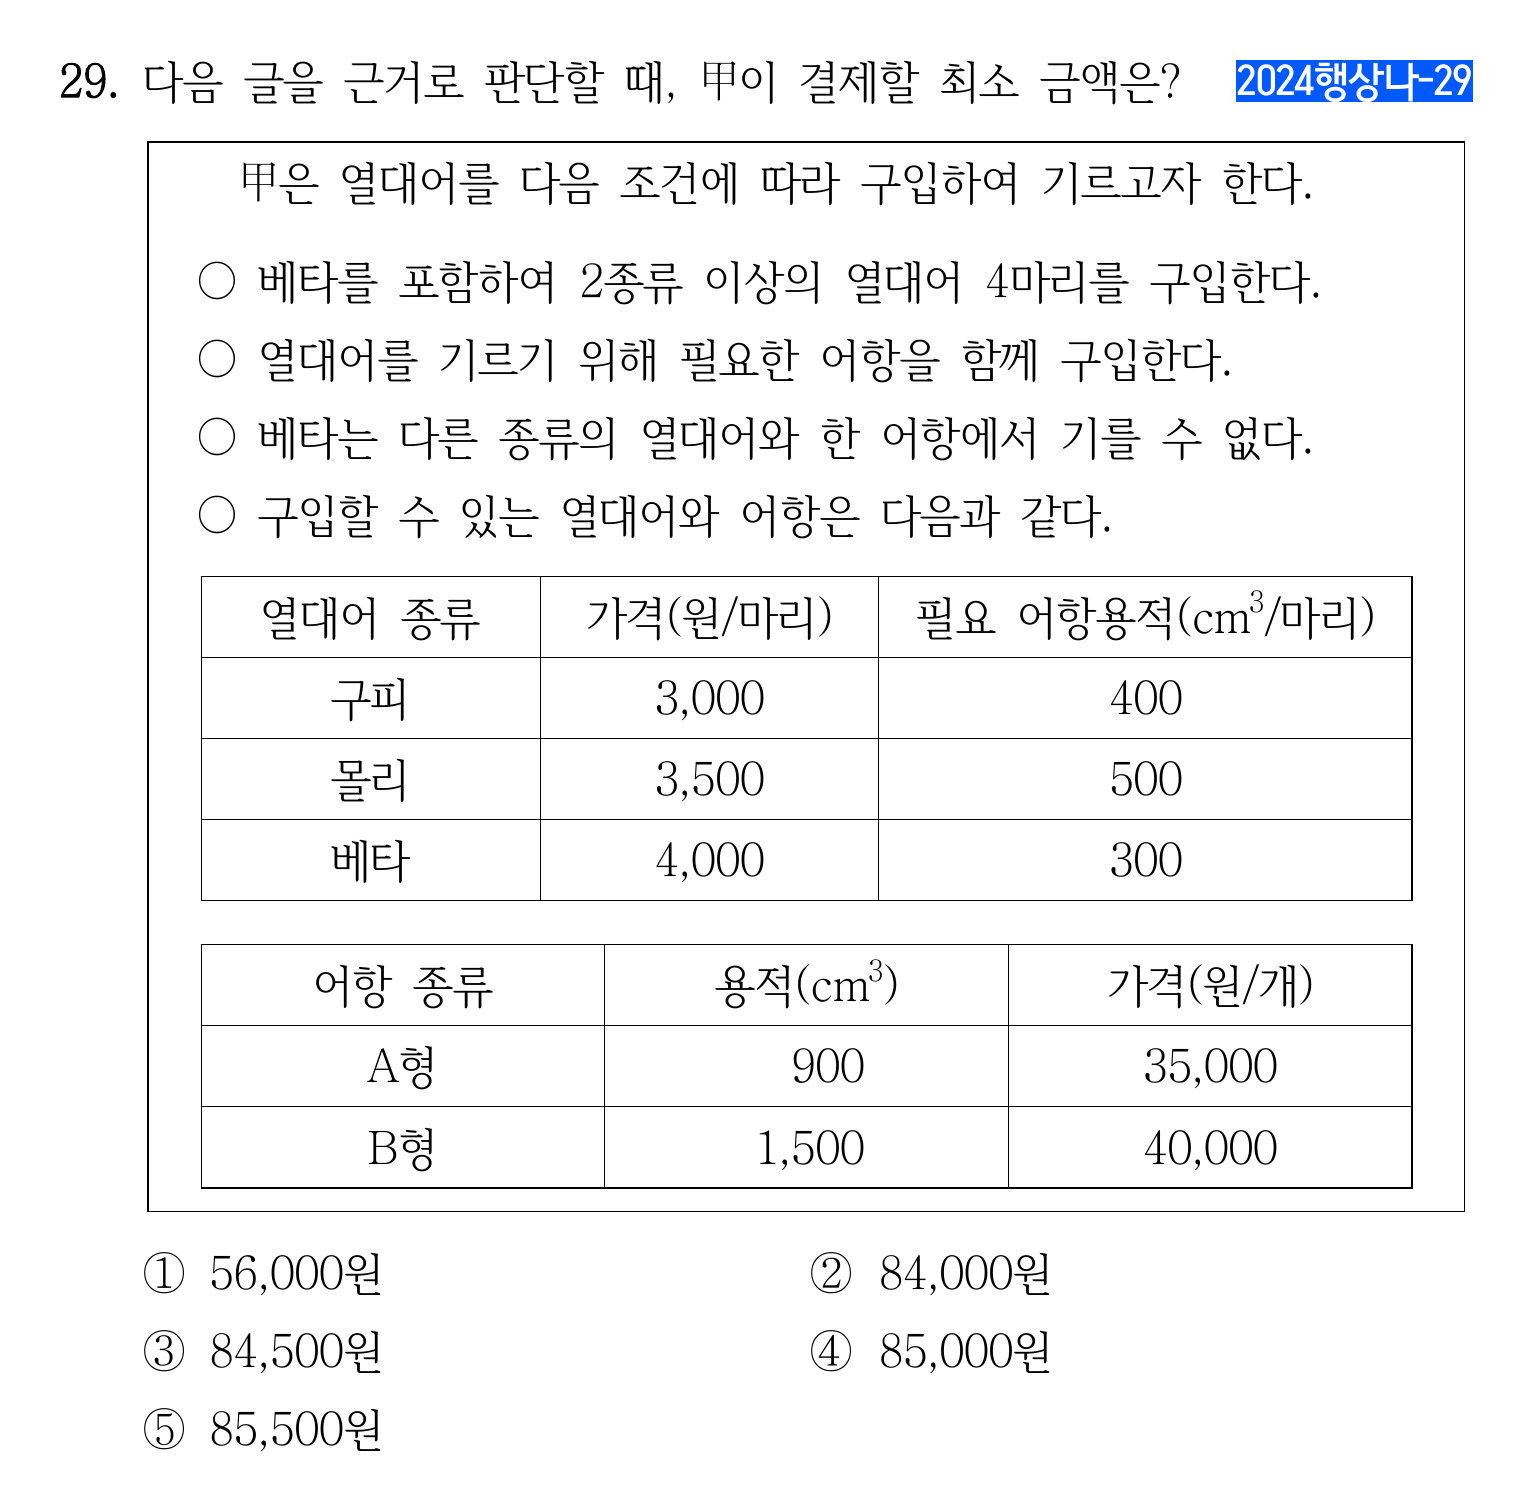 29. 다음 글을 근거로 판단할 때, 甲이 결제할 최소 금액은? 2024행상나-29
甲은 열대어를 다음 조건에 따라 구입하여 기르고자 한다.
○ 베타를 포함하여 2종류 이상의 열대어 4마리를 구입한다.
○ 열대어를 기르기 위해 필요한 어항을 함께 구입한다.
○ 베타는 다른 종류의 열대어와 한 어항에서 기를 수 없다.
○ 구입할 수 있는 열대어와 어항은 다음과 같다.
열대어 종류 가격(원/마리) 필요 어항용적(cm³/마리)
구피 3,000 400
몰리 3,500 500
베타 4,000 300
어항 종류 용적(cm³) 가격(원/개)
A형 900 35,000
B형 1,500 40,000
① 56,000원 ② 84,000원
③ 84,500원 ④ 85,000원
⑤ 85,500원